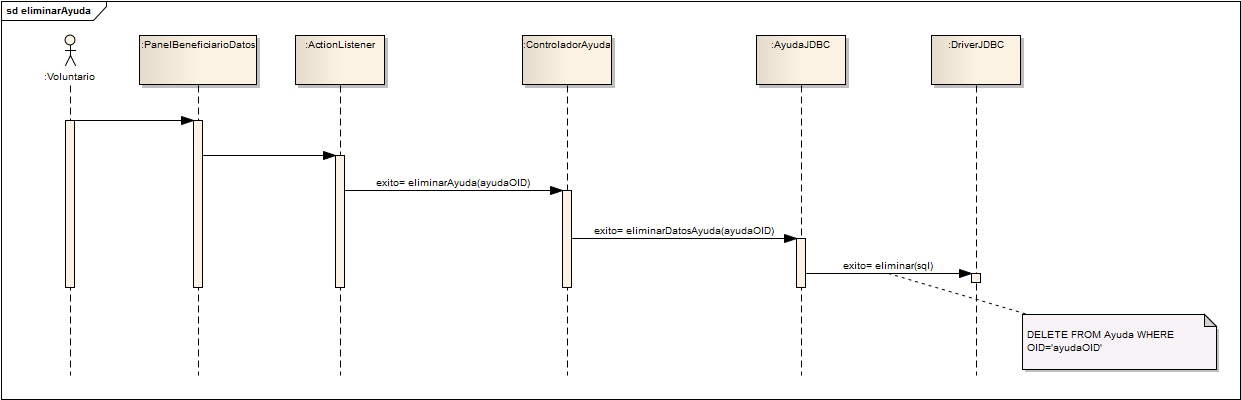 sd eliminarAyuda
:Voluntario
:PanelBeneficiarioDatos
:ActionListener
:ControladorAyuda
:AyudaJDBC
:DriverJDBC
exito= eliminarAyuda(ayudaOID)
exito= eliminarDatosAyuda(ayudaOID)
exito= eliminar(sql)
DELETE FROM Ayuda WHERE
OID='ayudaOID'